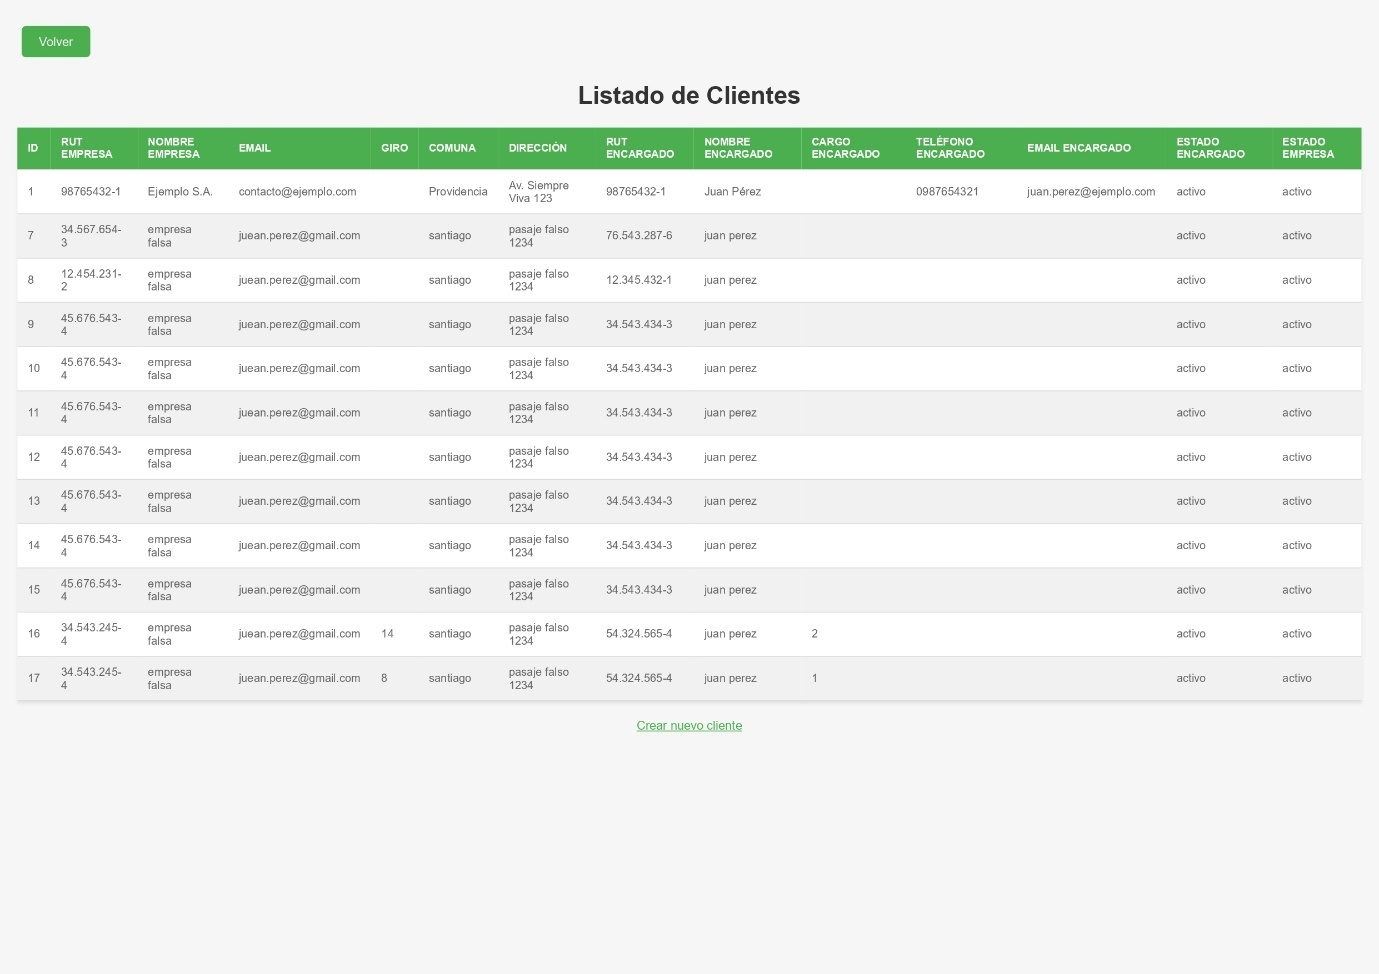 Volver
Listado de Clientes
ID RUT EMPRESA NOMBRE EMPRESA EMAIL GIRO COMUNA DIRECCIÓN RUT ENCARGADO NOMBRE ENCARGADO CARGO ENCARGADO TELÉFONO ENCARGADO EMAIL ENCARGADO ESTADO ENCARGADO ESTADO EMPRESA
1 98765432-1 Ejemplo S.A. contacto@ejemplo.com Providencia Av. Siempre Viva 123 98765432-1 Juan Pérez 0987654321 juan.perez@ejemplo.com activo activo
7 34.567.654-3 empresa falsa juean.perez@gmail.com santiago pasaje falso 1234 76.543.287-6 juan perez activo activo
8 12.454.231-2 empresa falsa juean.perez@gmail.com santiago pasaje falso 1234 12.345.432-1 juan perez activo activo
9 45.676.543-4 empresa falsa juean.perez@gmail.com santiago pasaje falso 1234 34.543.434-3 juan perez activo activo
10 45.676.543-4 empresa falsa juean.perez@gmail.com santiago pasaje falso 1234 34.543.434-3 juan perez activo activo
11 45.676.543-4 empresa falsa juean.perez@gmail.com santiago pasaje falso 1234 34.543.434-3 juan perez activo activo
12 45.676.543-4 empresa falsa juean.perez@gmail.com santiago pasaje falso 1234 34.543.434-3 juan perez activo activo
13 45.676.543-4 empresa falsa juean.perez@gmail.com santiago pasaje falso 1234 34.543.434-3 juan perez activo activo
14 45.676.543-4 empresa falsa juean.perez@gmail.com santiago pasaje falso 1234 34.543.434-3 juan perez activo activo
15 45.676.543-4 empresa falsa juean.perez@gmail.com santiago pasaje falso 1234 34.543.434-3 juan perez activo activo
16 34.543.245-4 empresa falsa juean.perez@gmail.com 14 santiago pasaje falso 1234 54.324.565-4 juan perez 2 activo activo
17 34.543.245-4 empresa falsa juean.perez@gmail.com 8 santiago pasaje falso 1234 54.324.565-4 juan perez 1 activo activo
Crear nuevo cliente